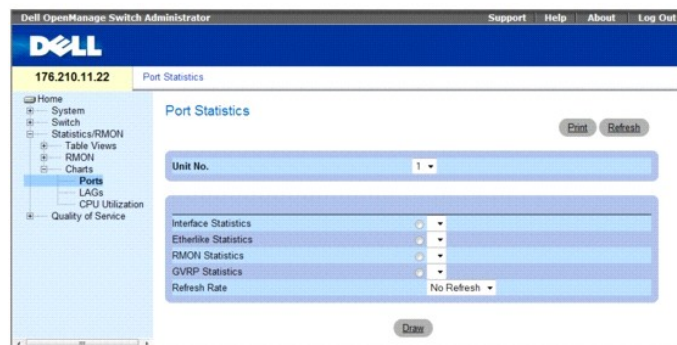 Dell OpenManage Switch Administrator
Support Help About Log Out
DELL
176.210.11.22
Port Statistics
Home
System
Switch
Statistics/RMON
Table Views
RMON
Charts
Ports
LAGs
CPU Utilization
Quality of Service
Port Statistics
Print Refresh
Unit No. 1
Interface Statistics
Etherlike Statistics
RMON Statistics
GVRP Statistics
Refresh Rate No Refresh
Draw